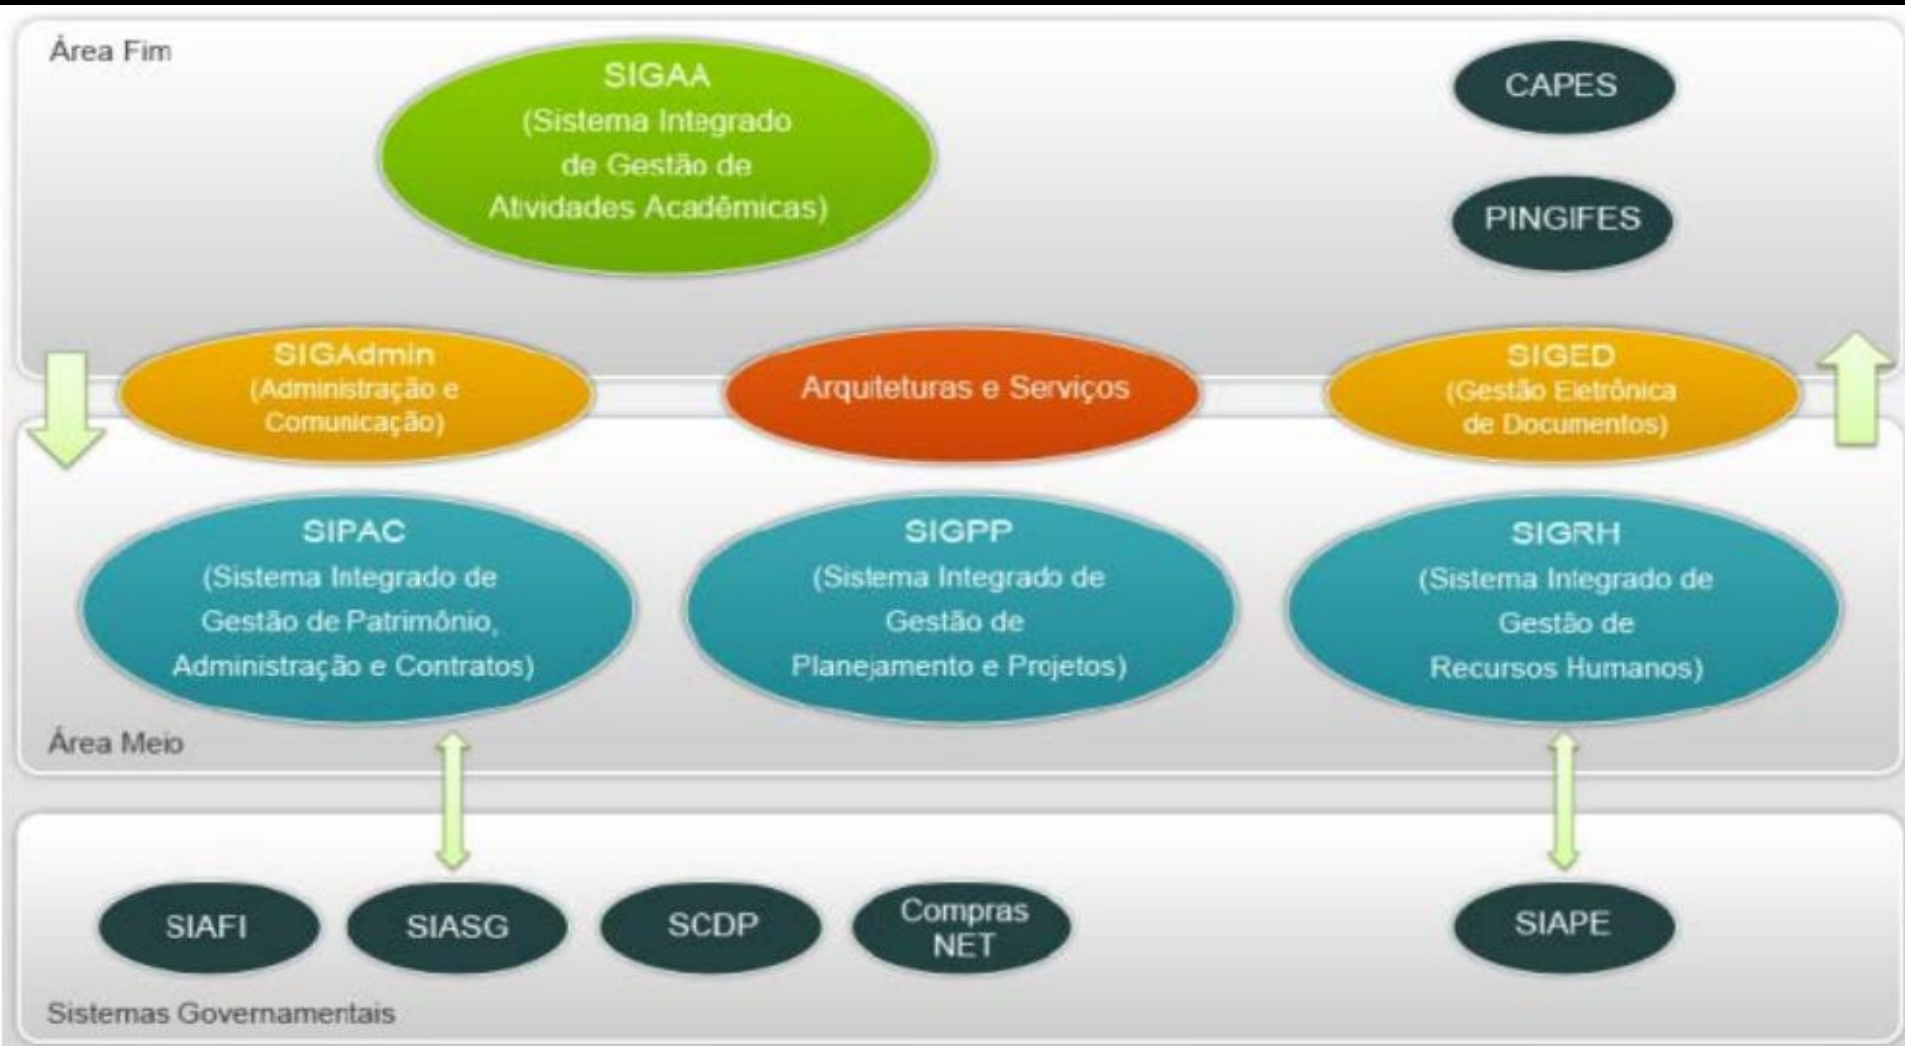 Área Fim
SIGAA
(Sistema Integrado
de Gestão de
Atividades Acadêmicas)
CAPES
PINGIFES
SIGAdmin
(Administração e
Comunicação)
Arquiteturas e Serviços
SIGED
(Gestão Eletrônica
de Documentos)
SIPAC
(Sistema Integrado de
Gestão de Patrimônio,
Administração e Contratos)
SIGPP
(Sistema Integrado de
Gestão de
Planejamento e Projetos)
SIGRH
(Sistema Integrado de
Gestão de
Recursos Humanos)
Área Meio
SIAFI
SIASG
SCDP
Compras
NET
SIAPE
Sistemas Governamentais